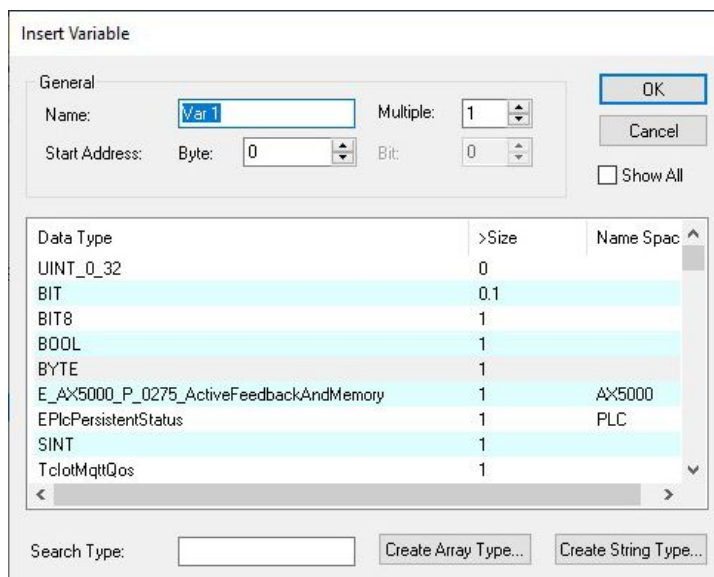 Insert Variable
General
Name: Var 1 Multiple: 1
Start Address: Byte: 0 Bit: 0
OK
Cancel
Show All
Data Type >Size Name Spac
UINT_0_32 0
BIT 0.1
BIT8 1
BOOL 1
BYTE 1
E_AX5000_P_0275_ActiveFeedbackAndMemory 1 AX5000
EPlcPersistentStatus 1 PLC
SINT 1
TcIotMqttQos 1
Search Type: Create Array Type... Create String Type...